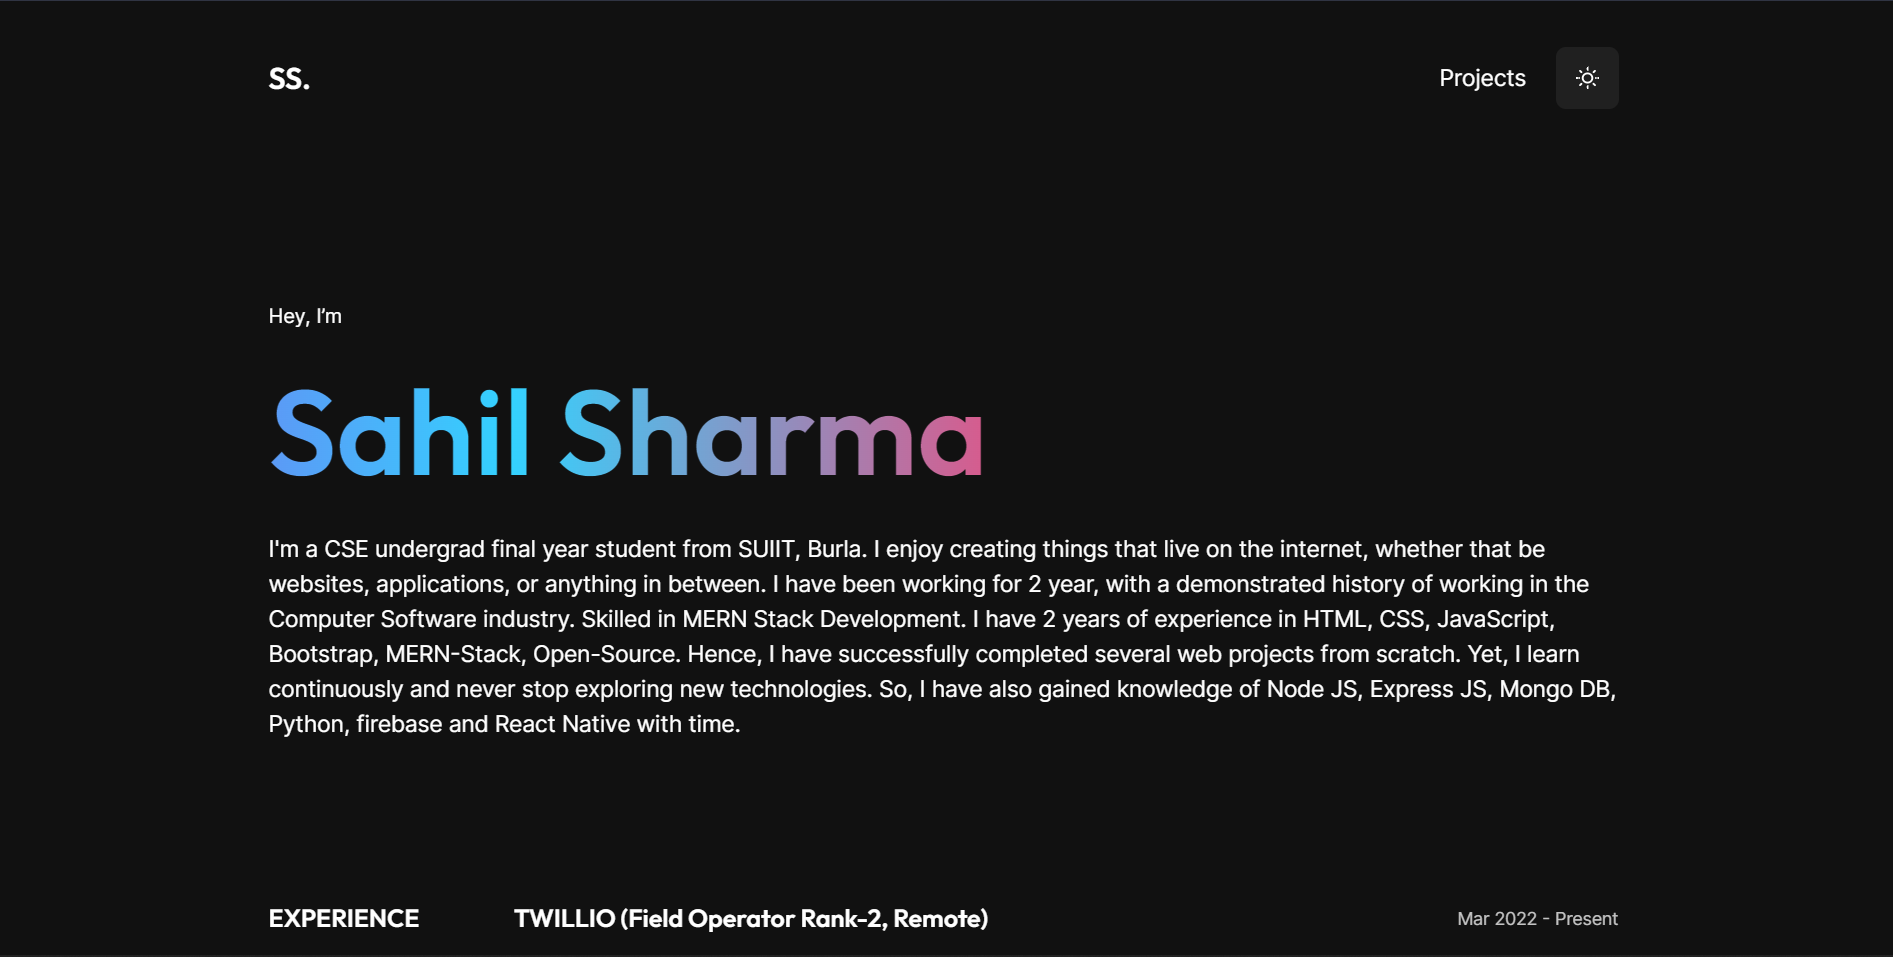 SS.
Projects
Hey, I’m
Sahil Sharma
I'm a CSE undergrad final year student from SUIIT, Burla. I enjoy creating things that live on the internet, whether that be
websites, applications, or anything in between. I have been working for 2 year, with a demonstrated history of working in the
Computer Software industry. Skilled in MERN Stack Development. I have 2 years of experience in HTML, CSS, JavaScript,
Bootstrap, MERN-Stack, Open-Source. Hence, I have successfully completed several web projects from scratch. Yet, I learn
continuously and never stop exploring new technologies. So, I have also gained knowledge of Node JS, Express JS, Mongo DB,
Python, firebase and React Native with time.
EXPERIENCE
TWILLIO (Field Operator Rank-2, Remote)
Mar 2022 - Present